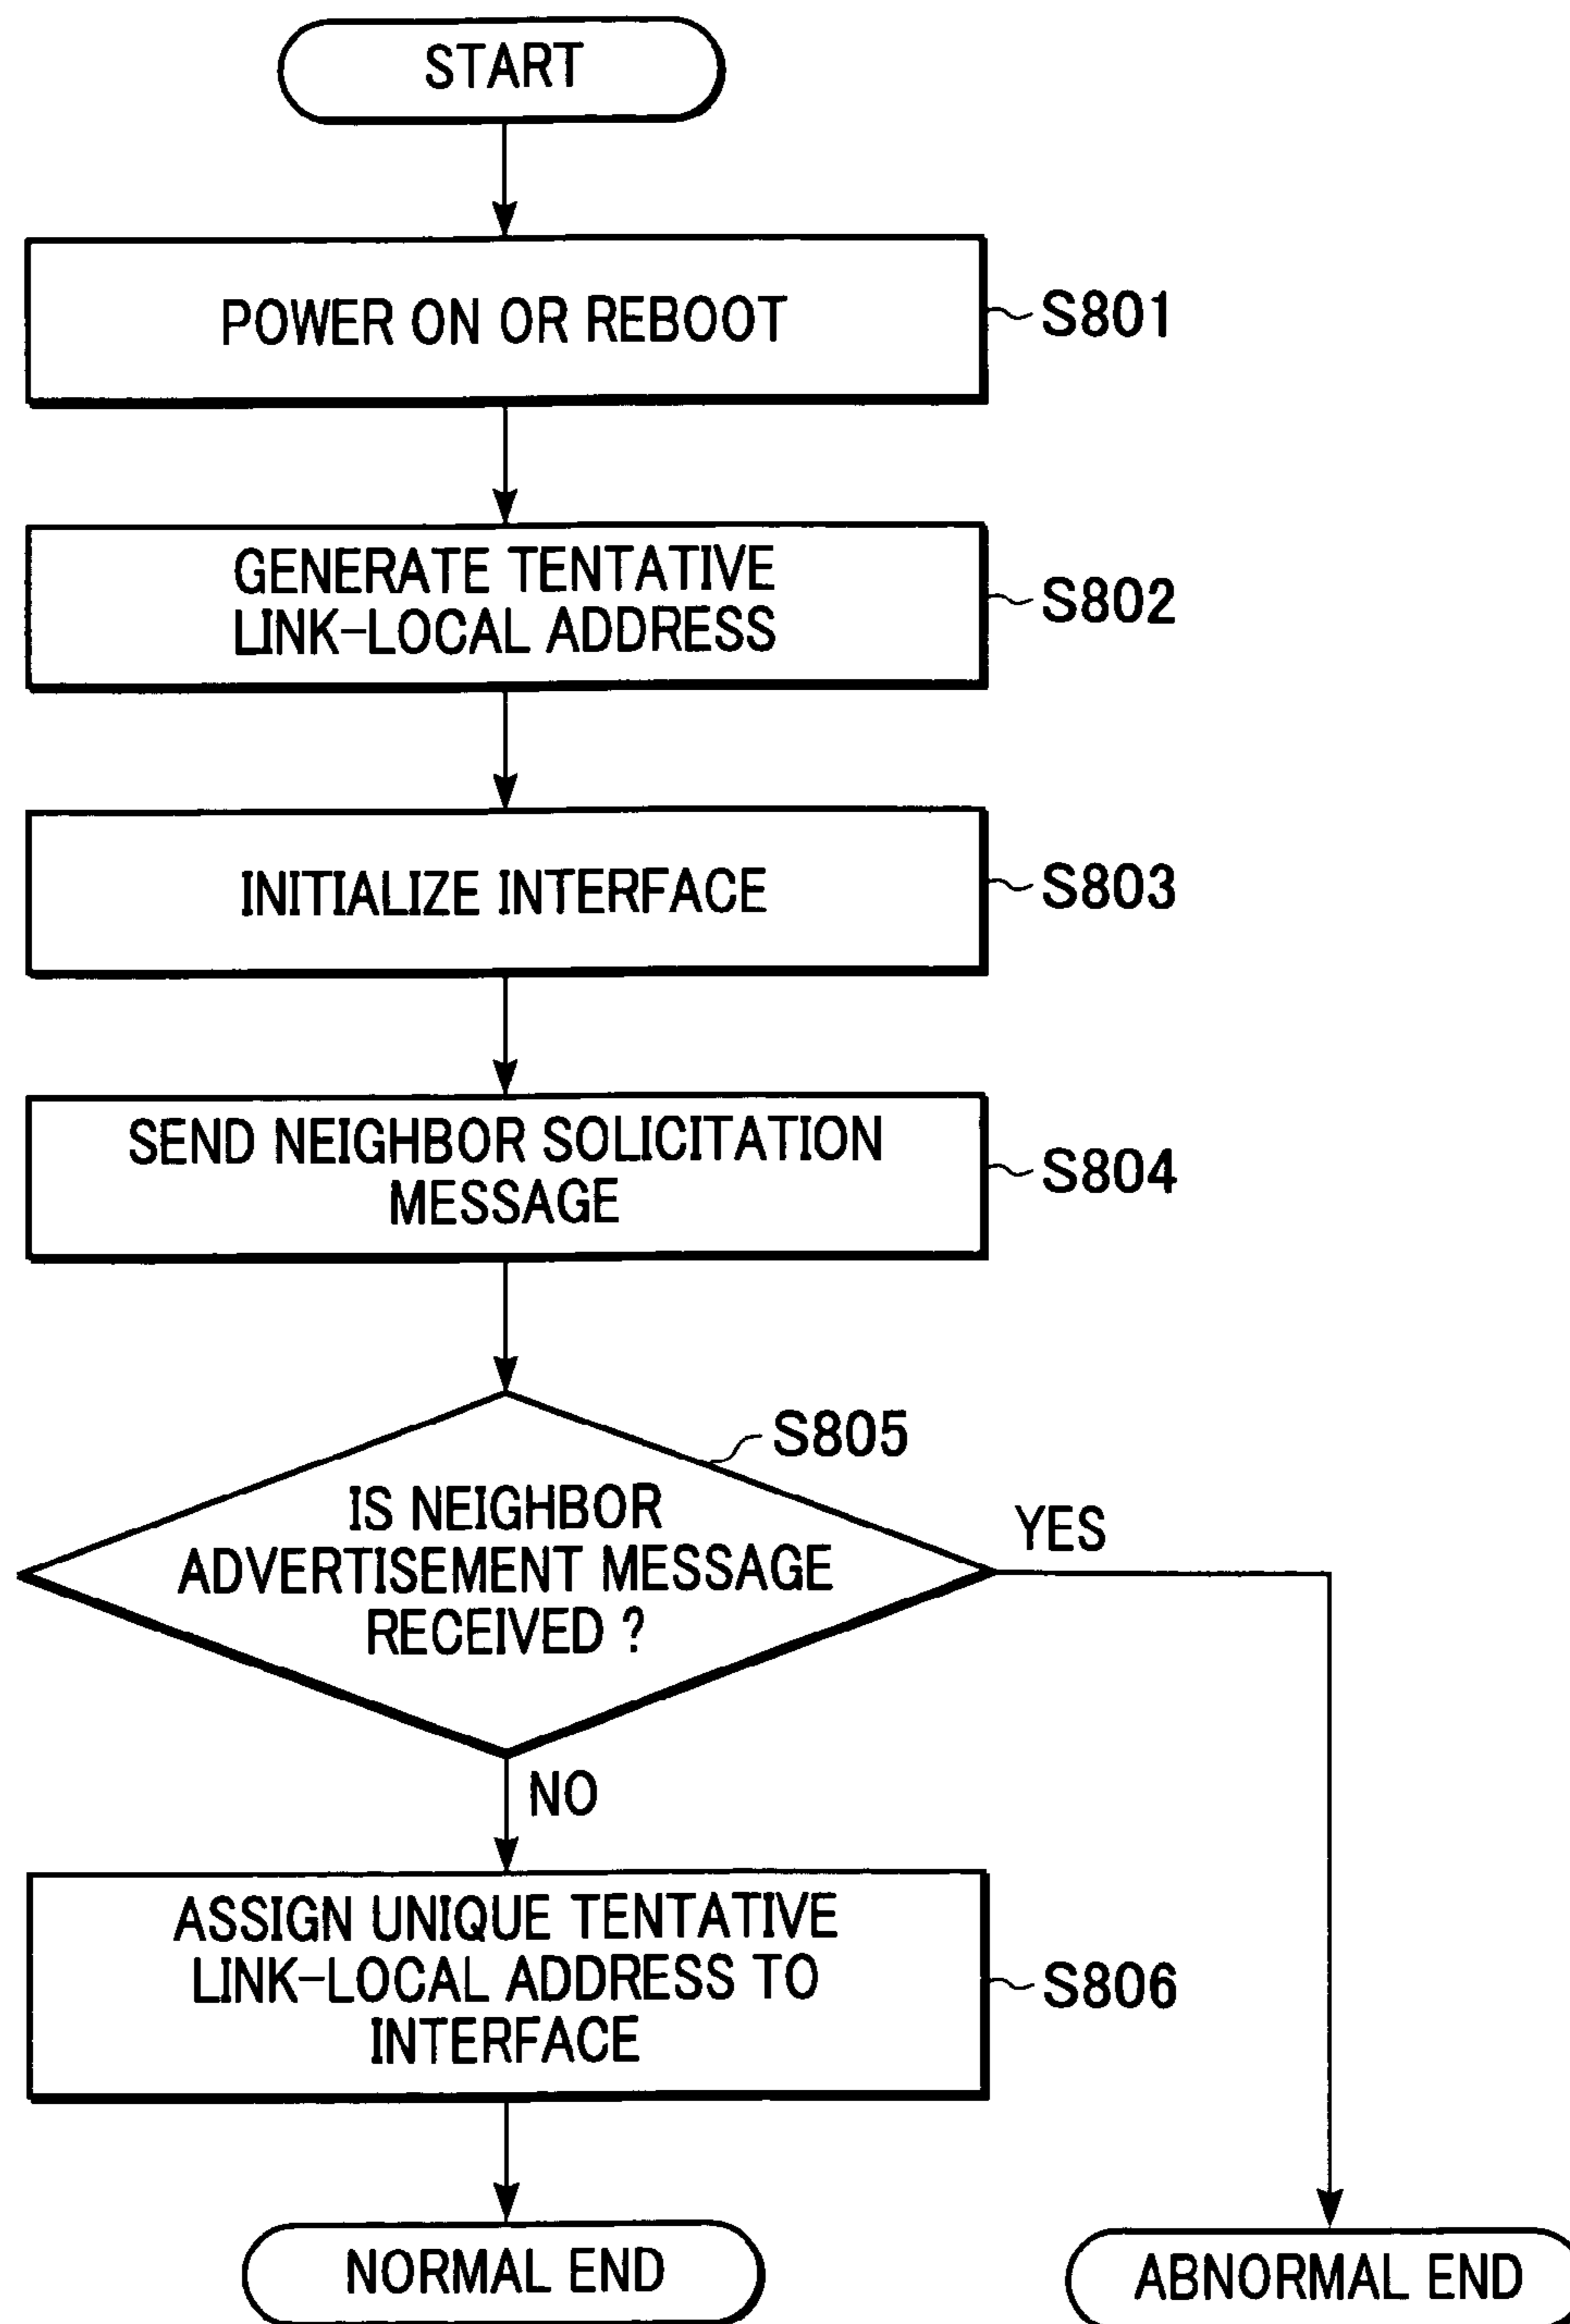 START
POWER ON OR REBOOT
S801
GENERATE TENTATIVE
LINK-LOCAL ADDRESS
S802
INITIALIZE INTERFACE
S803
SEND NEIGHBOR SOLICITATION
MESSAGE
S804
S805
IS NEIGHBOR
ADVERTISEMENT MESSAGE
RECEIVED ?
YES
NO
ASSIGN UNIQUE TENTATIVE
LINK-LOCAL ADDRESS TO
INTERFACE
S806
NORMAL END
ABNORMAL END